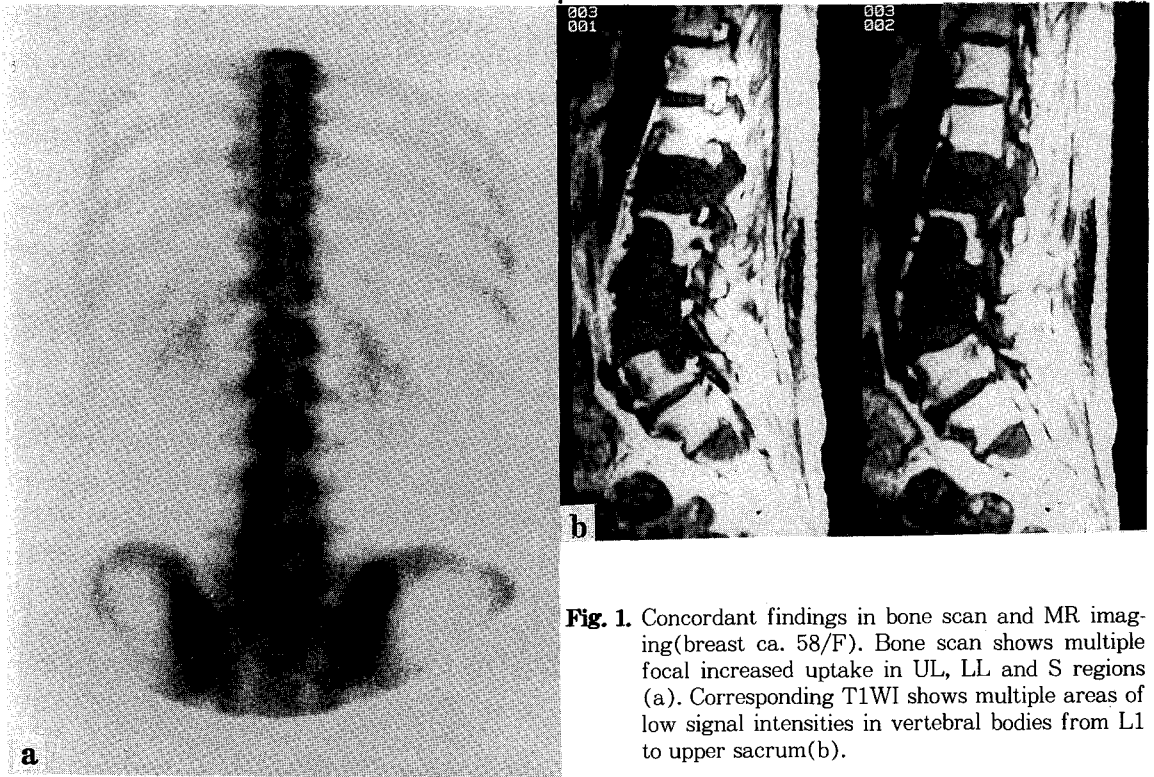 003
001
003
002
a
b
Fig. 1. Concordant findings in bone scan and MR imag-
ing(breast ca. 58/F). Bone scan shows multiple
focal increased uptake in UL, LL and S regions
(a). Corresponding T1WI shows multiple areas of
low signal intensities in vertebral bodies from L1
to upper sacrum(b).